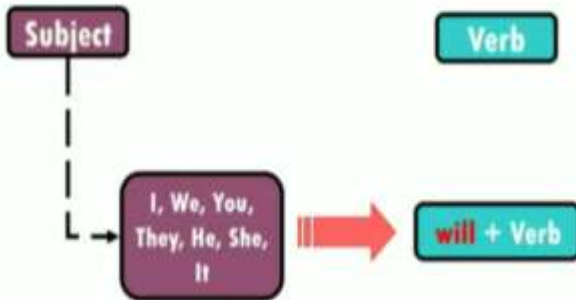 Subject
Verb
I, We, You,
They, He, She,
It
will + Verb